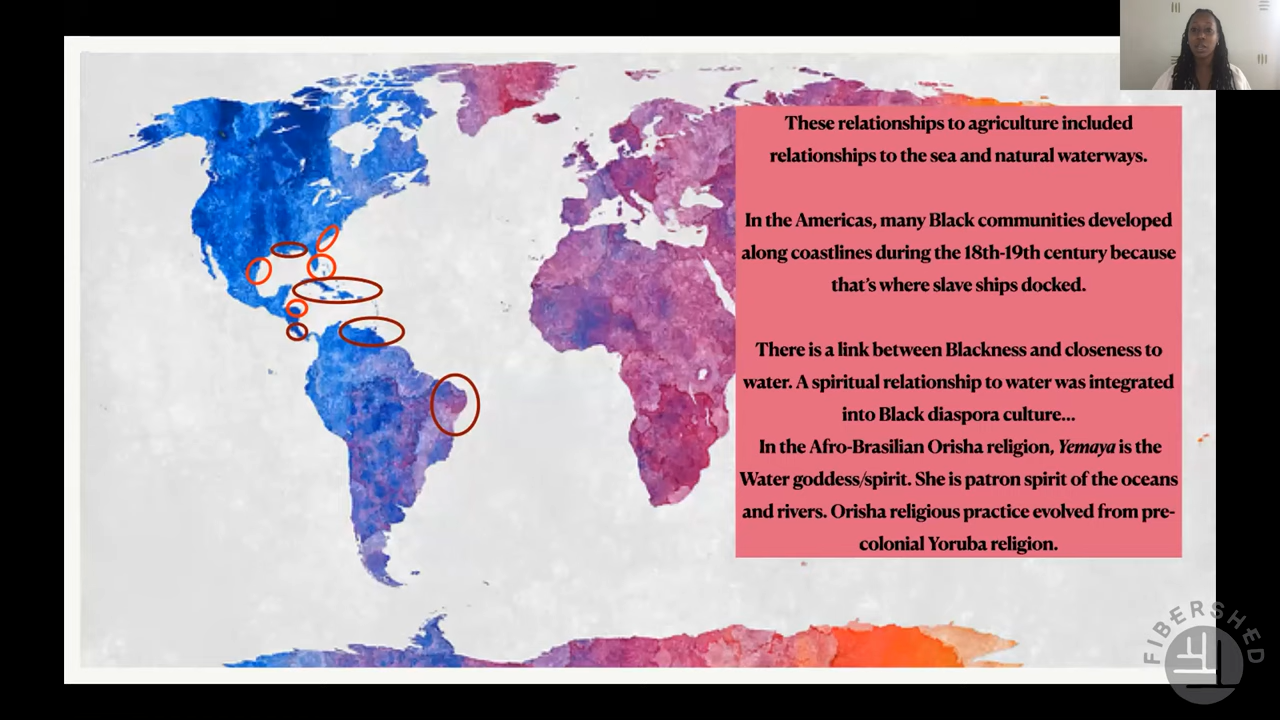 These relationships to agriculture included
relationships to the sea and natural waterways.
In the Americas, many Black communities developed
along coastlines during the 18th-19th century because
that's where slave ships docked.
There is a link between Blackness and closeness to
water. A spiritual relationship to water was integrated
into Black diaspora culture...
In the Afro-Brasilian Orisha religion, Yemaya is the
Water goddess/spirit. She is patron spirit of the oceans
and rivers. Orisha religious practice evolved from pre-
colonial Yoruba religion.
FIBERSHED